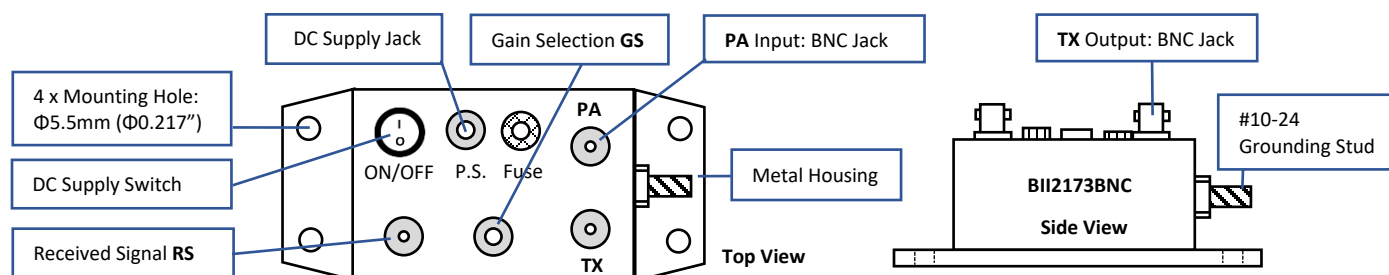 DC Supply Jack
Gain Selection GS
PA Input: BNC Jack
TX Output: BNC Jack
4 x Mounting Hole:
Φ5.5mm (Φ0.217”)
DC Supply Switch
Received Signal RS
I
O
ON/OFF
P.S.
Fuse
PA
TX
Metal Housing
Top View
#10-24
Grounding Stud
BII2173BNC
Side View